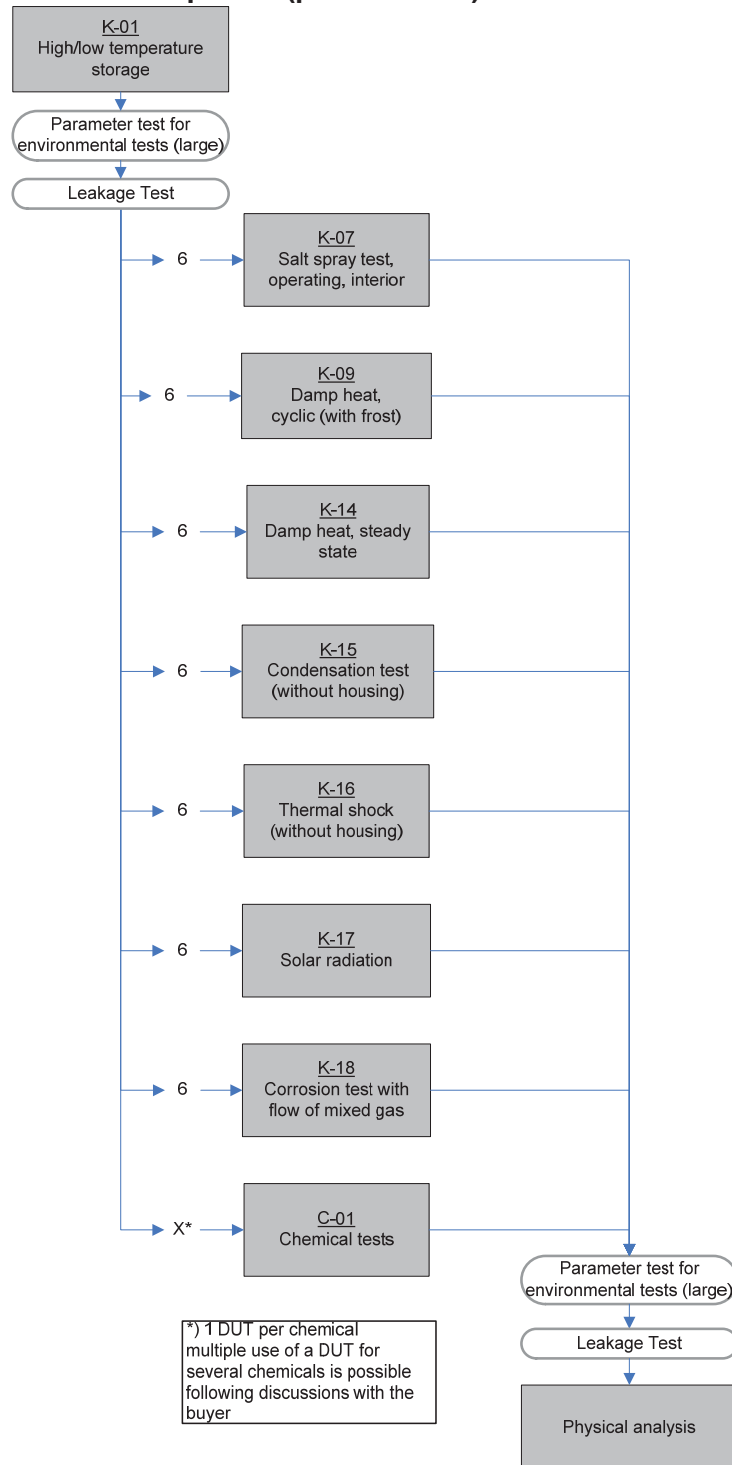 K-01
High/low temperature
storage
Parameter test for
environmental tests (large)
Leakage Test
6
K-07
Salt spray test,
operating, interior
6
K-09
Damp heat,
cyclic (with frost)
6
K-14
Damp heat, steady
state
6
K-15
Condensation test
(without housing)
6
K-16
Thermal shock
(without housing)
6
K-17
Solar radiation
6
K-18
Corrosion test with
flow of mixed gas
X*
C-01
Chemical tests
Parameter test for
environmental tests (large)
Leakage Test
Physical analysis
*) 1 DUT per chemical
multiple use of a DUT for
several chemicals is possible
following discussions with the
buyer